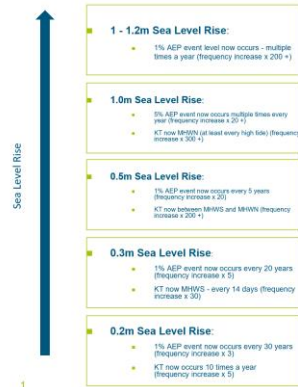 Sea Level Rise
1 - 1.2m Sea Level Rise:
1% AEP event level now occurs - multiple
times a year (frequency increase x 200 +)
1.0m Sea Level Rise:
5% AEP event now occurs multiple times every
year (frequency increase x 20 +)
KT now MHWN (at least every high tide) (frequency
increase x 300 +)
0.5m Sea Level Rise:
1% AEP event now occurs every 5 years
(frequency increase x 20)
KT now between MHWS and MHWN (frequency
increase x 200 +)
0.3m Sea Level Rise:
1% AEP event now occurs every 20 years
(frequency increase x 5)
KT now MHWS - every 14 days (frequency
increase x 30)
0.2m Sea Level Rise:
1% AEP event now occurs every 30 years
(frequency increase x 3)
KT now occurs 10 times a year
(frequency increase x 5)
1